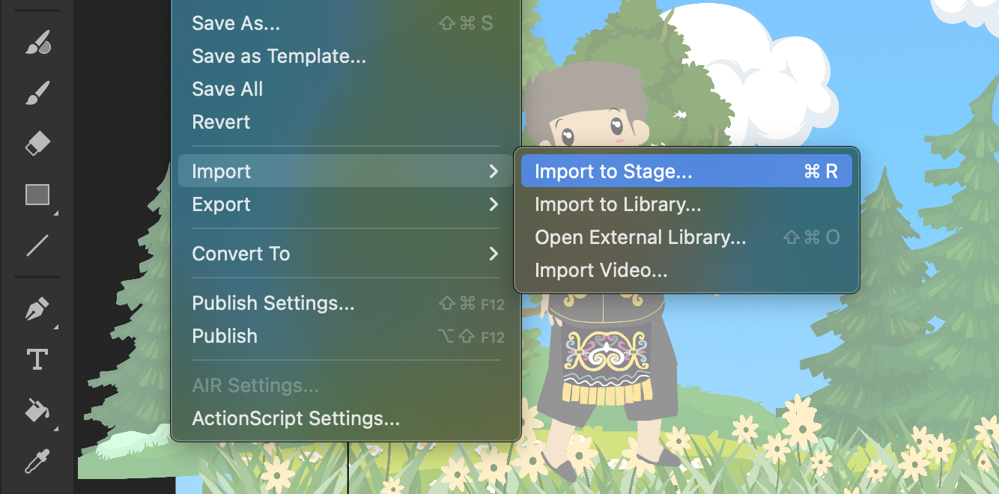 Save As... ⇧ ⌘ S
Save as Template...
Save All
Revert
Import
Export
Convert To
Publish Settings... ⇧ ⌘ F12
Publish ⌥ ⇧ F12
AIR Settings...
ActionScript Settings...
Import to Stage... ⌘ R
Import to Library...
Open External Library... ⇧ ⌘ O
Import Video...